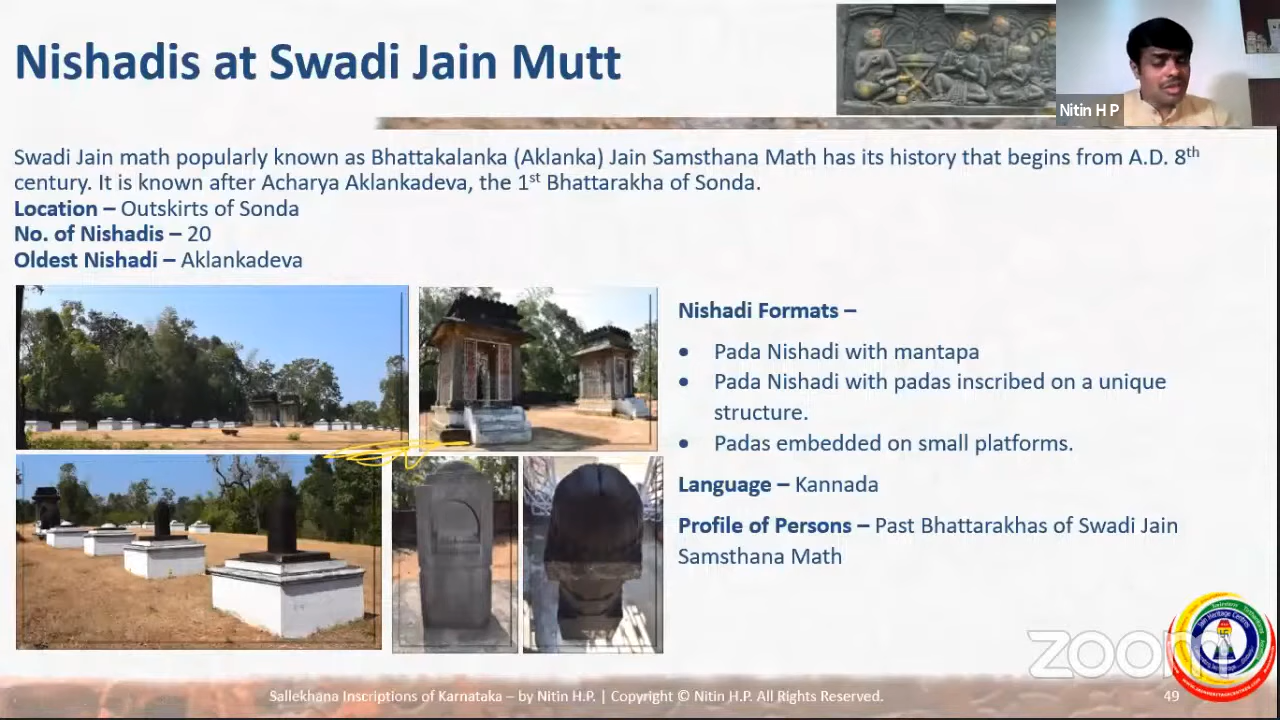 Nishadis at Swadi Jain Mutt
Nitin H P
Swadi Jain math popularly known as Bhattakalanka (Aklanka) Jain Samsthana Math has its history that begins from A.D. 8th
century. It is known after Acharya Aklankadeva, the 1st Bhattarakha of Sonda.
Location – Outskirts of Sonda
No. of Nishadis – 20
Oldest Nishadi – Aklankadeva
Nishadi Formats –
• Pada Nishadi with mantapa
• Pada Nishadi with padas inscribed on a unique
structure.
• Padas embedded on small platforms.
Language – Kannada
Profile of Persons – Past Bhattarakhas of Swadi Jain
Samsthana Math
zoom
Jain Heritage Centres
Sallekhana Inscriptions of Karnataka – by Nitin H.P. | Copyright © Nitin H.P. All Rights Reserved.
49